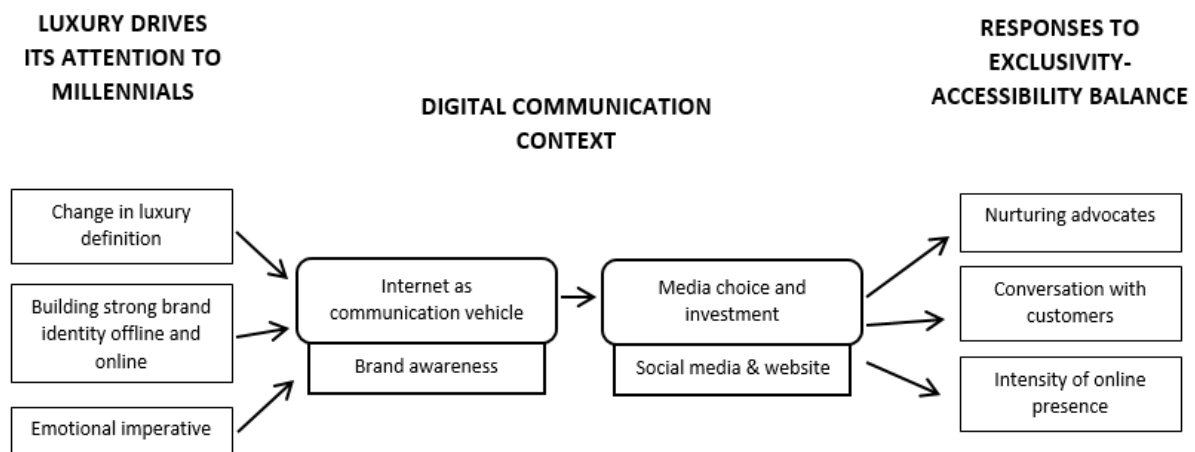 LUXURY DRIVES
ITS ATTENTION TO
MILLENNIALS
DIGITAL COMMUNICATION
CONTEXT
RESPONSES TO
EXCLUSIVITY-
ACCESSIBILITY BALANCE
Change in luxury
definition
Building strong brand
identity offline and
online
Emotional imperative
Internet as
communication vehicle
Brand awareness
Media choice and
investment
Social media & website
Nurturing advocates
Conversation with
customers
Intensity of online
presence